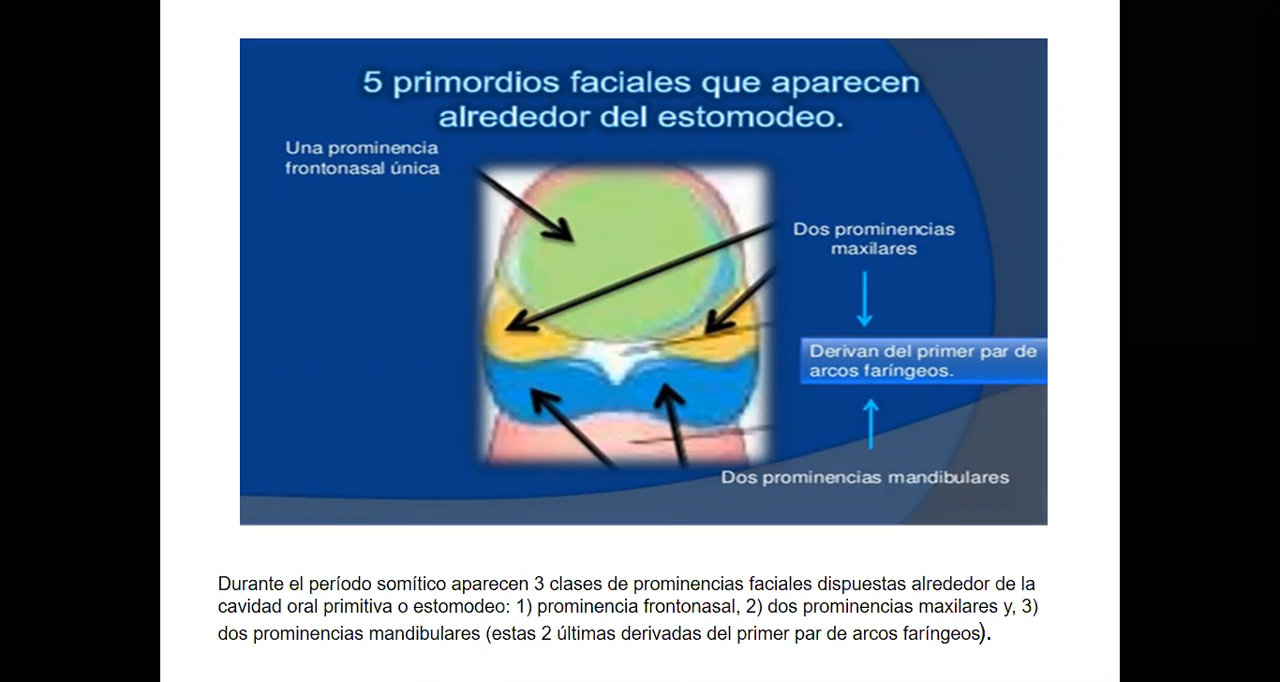 5 primordios faciales que aparecen
alrededor del estomodeo.
Una prominencia
frontonasal única
Dos prominencias
maxilares
Derivan del primer par de
arcos faríngeos.
Dos prominencias mandibulares
Durante el período somítico aparecen 3 clases de prominencias faciales dispuestas alrededor de la
cavidad oral primitiva o estomodeo: 1) prominencia frontonasal, 2) dos prominencias maxilares y, 3)
dos prominencias mandibulares (estas 2 últimas derivadas del primer par de arcos faríngeos).